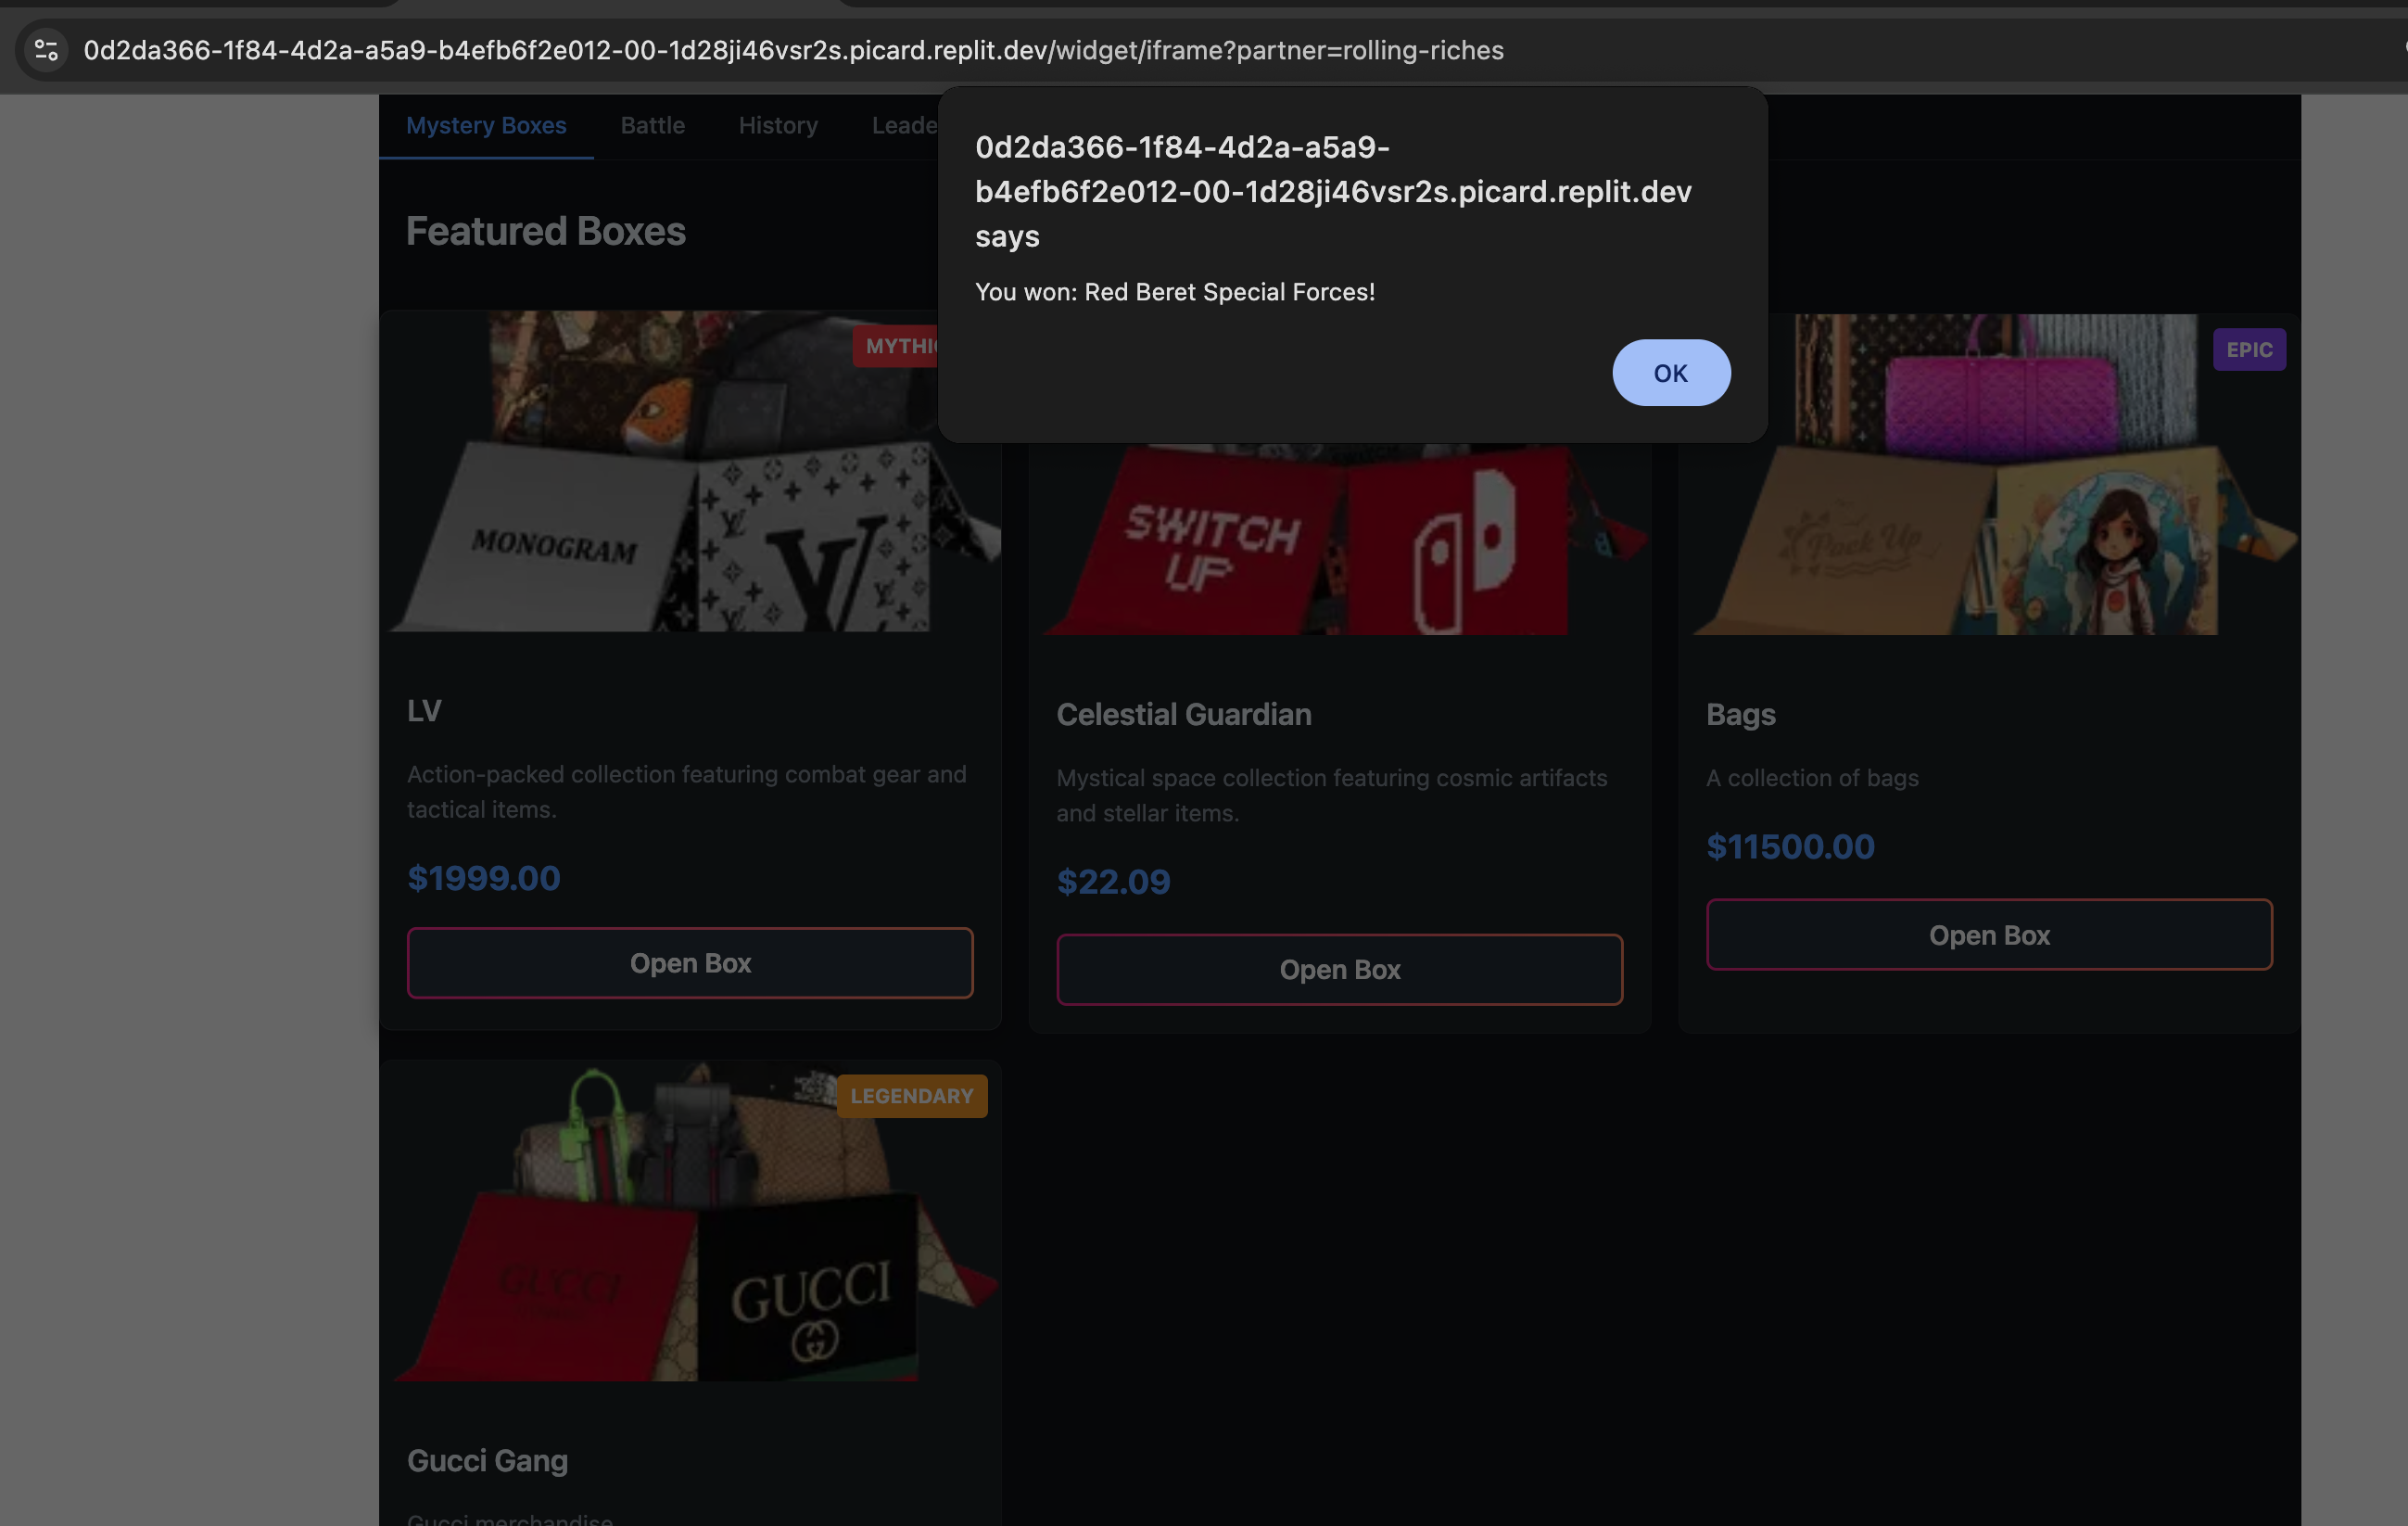 0d2da366-1f84-4d2a-a5a9-b4efb6f2e012-00-1d28ji46vsr2s.picard.replit.dev/widget/iframe?partner=rolling-riches
Mystery Boxes Battle History Leade
0d2da366-1f84-4d2a-a5a9-
b4efb6f2e012-00-1d28ji46vsr2s.picard.replit.dev
says
You won: Red Beret Special Forces!
OK
Featured Boxes
MYTHIC
MONOGRAM
LV
SWITCH
UP
EPIC
Pack Up
LV
Action-packed collection featuring combat gear and
tactical items.
$1999.00
Open Box
Celestial Guardian
Mystical space collection featuring cosmic artifacts
and stellar items.
$22.09
Open Box
Bags
A collection of bags
$11500.00
Open Box
LEGENDARY
GUCCI
GUCCI
Gucci Gang
Gucci merchandise